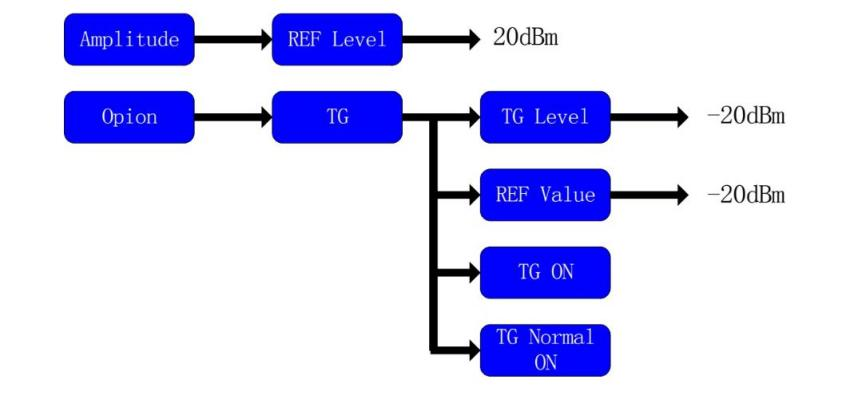 Amplitude
REF Level
20dBm
Opion
TG
TG Level
-20dBm
REF Value
-20dBm
TG ON
TG Normal
ON